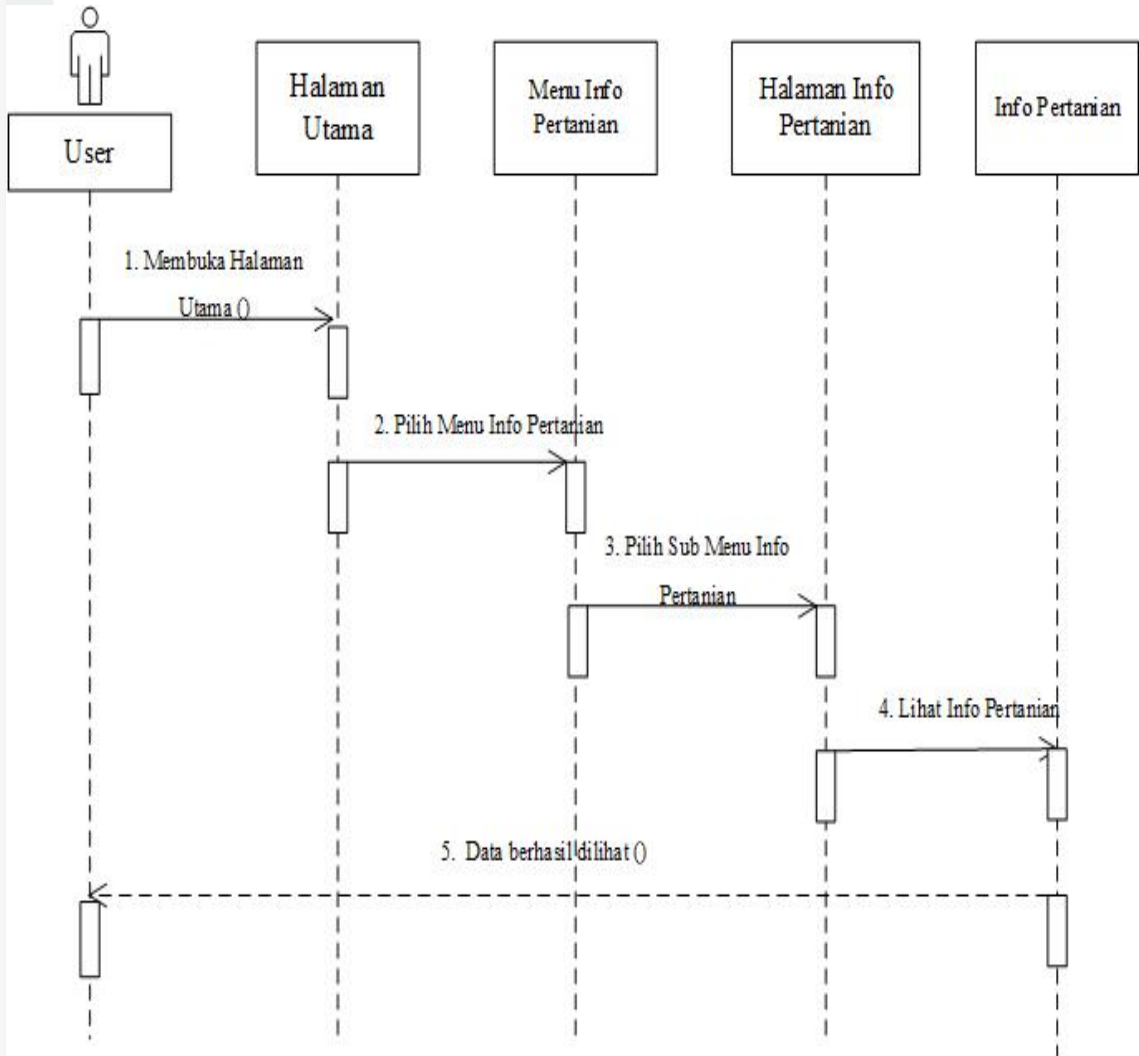 User
Halaman
Utama
Menu Info
Pertanian
Halaman Info
Pertanian
Info Pertanian
1. Membuka Halaman
Utama ()
2. Pilih Menu Info Pertanian
3. Pilih Sub Menu Info
Pertanian
4. Lihat Info Pertanian
5. Data berhasil dilihat ()